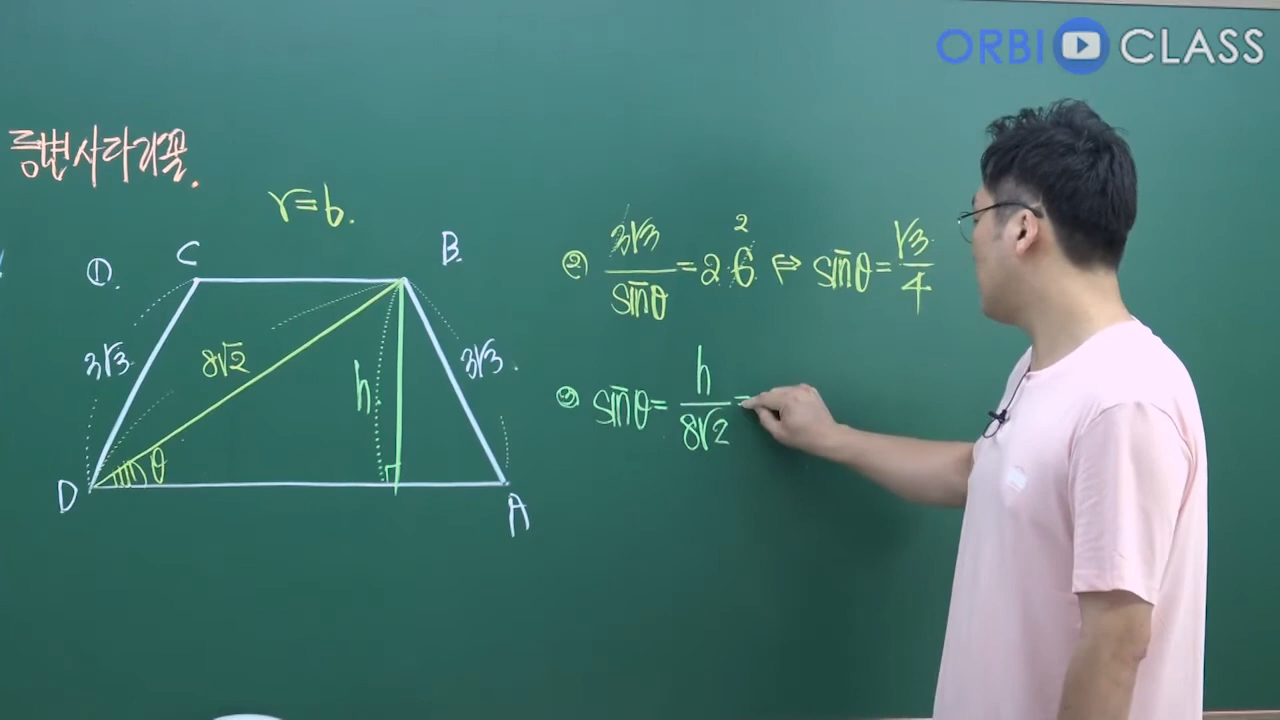 ORBI CLASS
등변사다리꼴.
r=6.
①.
C
B
3√3
8√2
h
3√3.
θ
D
A
② 3√3/sinθ = 2·6 2 ⇔ sinθ = √3/4
③ sinθ = h/8√2 =